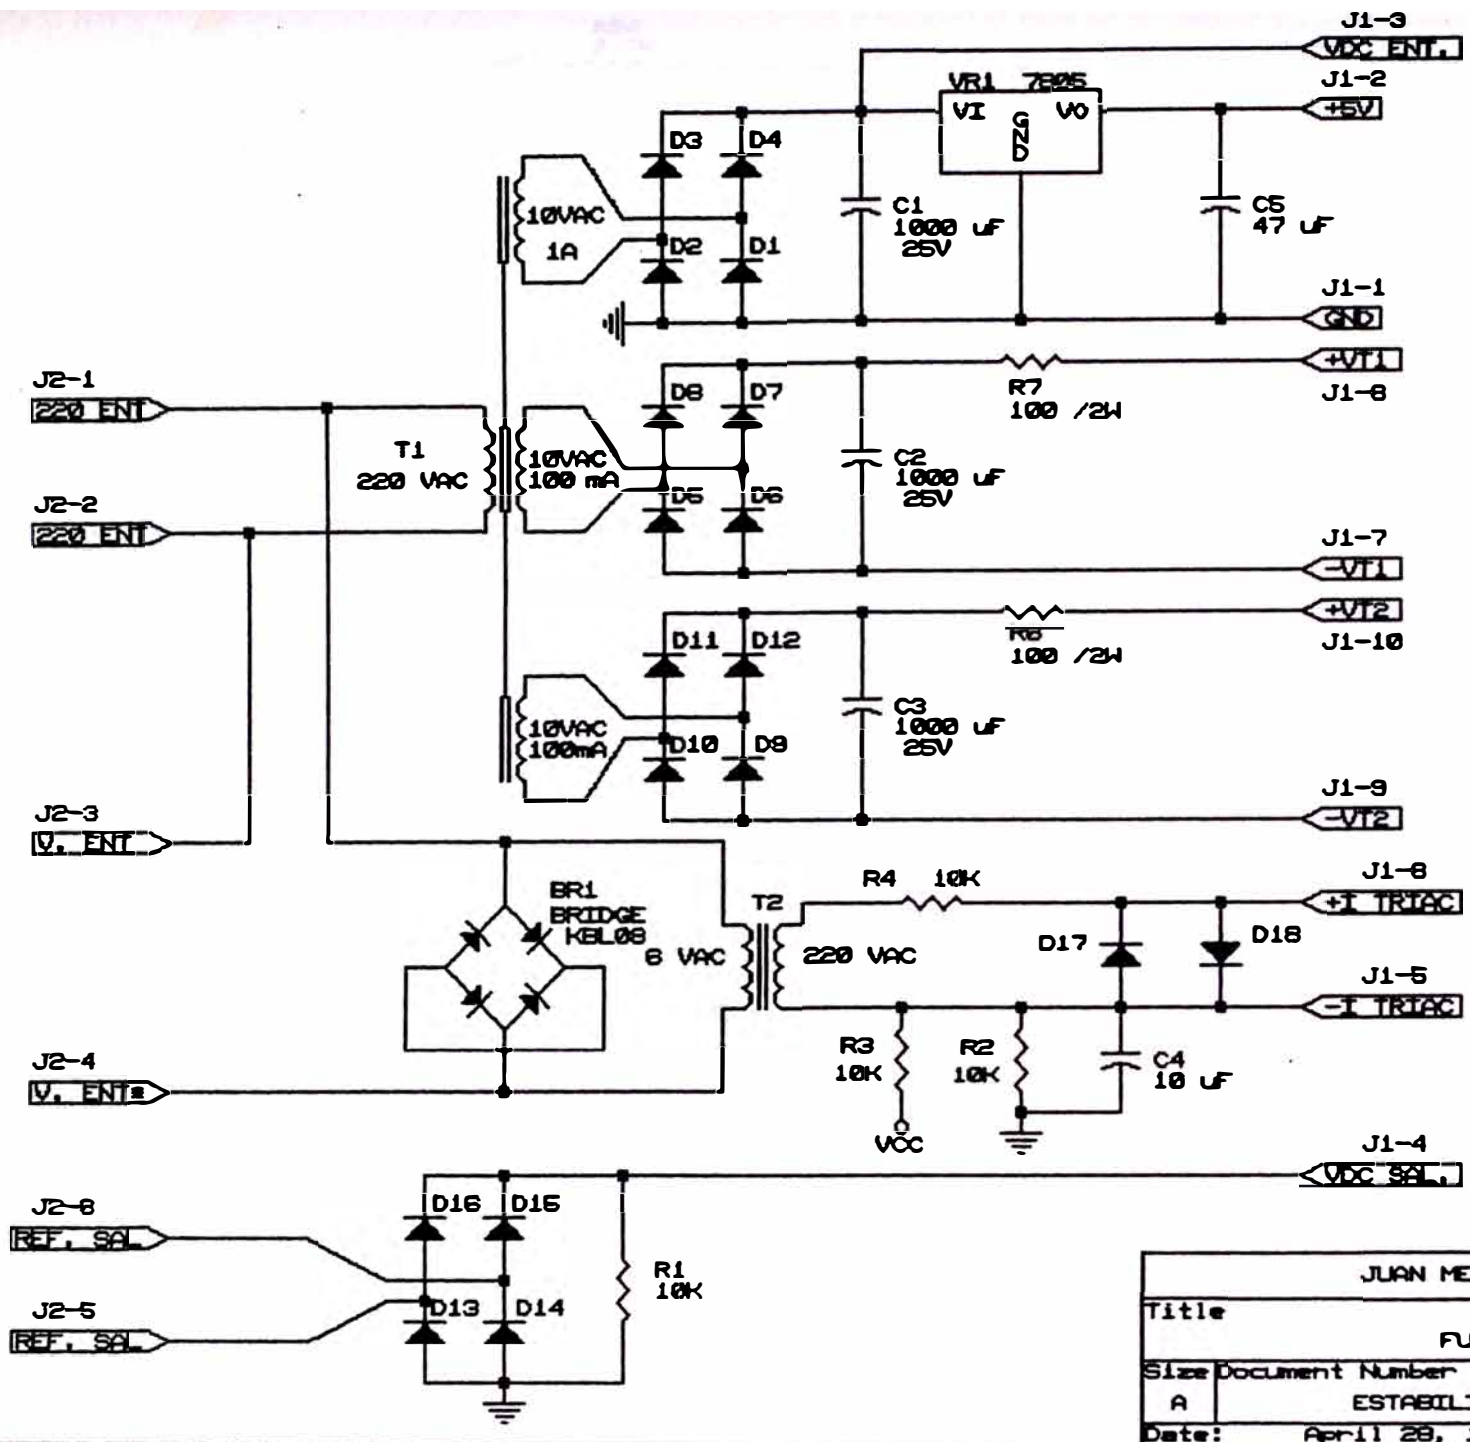 J1-3
VDC ENT.
J1-2
+5V
VR1 7805
VI
GND
VO
D3
D4
10VAC
1A
D2
D1
C1
1000 uF
25V
C5
47 uF
J1-1
GND
J2-1
220 ENT
T1
220 VAC
J2-2
220 ENT
D8
D7
10VAC
100 mA
D5
D6
C2
1000 uF
25V
R7
100 /2W
+VT1
J1-8
J1-7
-VT1
D11
D12
10VAC
100mA
D10
D9
C3
1000 uF
25V
100 /2W
+VT2
J1-10
J1-9
-VT2
J2-3
V. ENT
BR1
BRIDGE
KBL08
6 VAC
T2
220 VAC
R4 10K
D17
D18
J1-6
+I TRIAC
J1-5
-I TRIAC
R3
10K
VCC
R2
10K
C4
10 uF
J2-4
V. ENT*
J1-4
VDC SAL.
J2-6
REF. SAL
J2-5
REF. SAL
D16
D15
D13
D14
R1
10K
JUAN ME
Title
FU
Size
Document Number
A
ESTABILI
Date:
April 28,